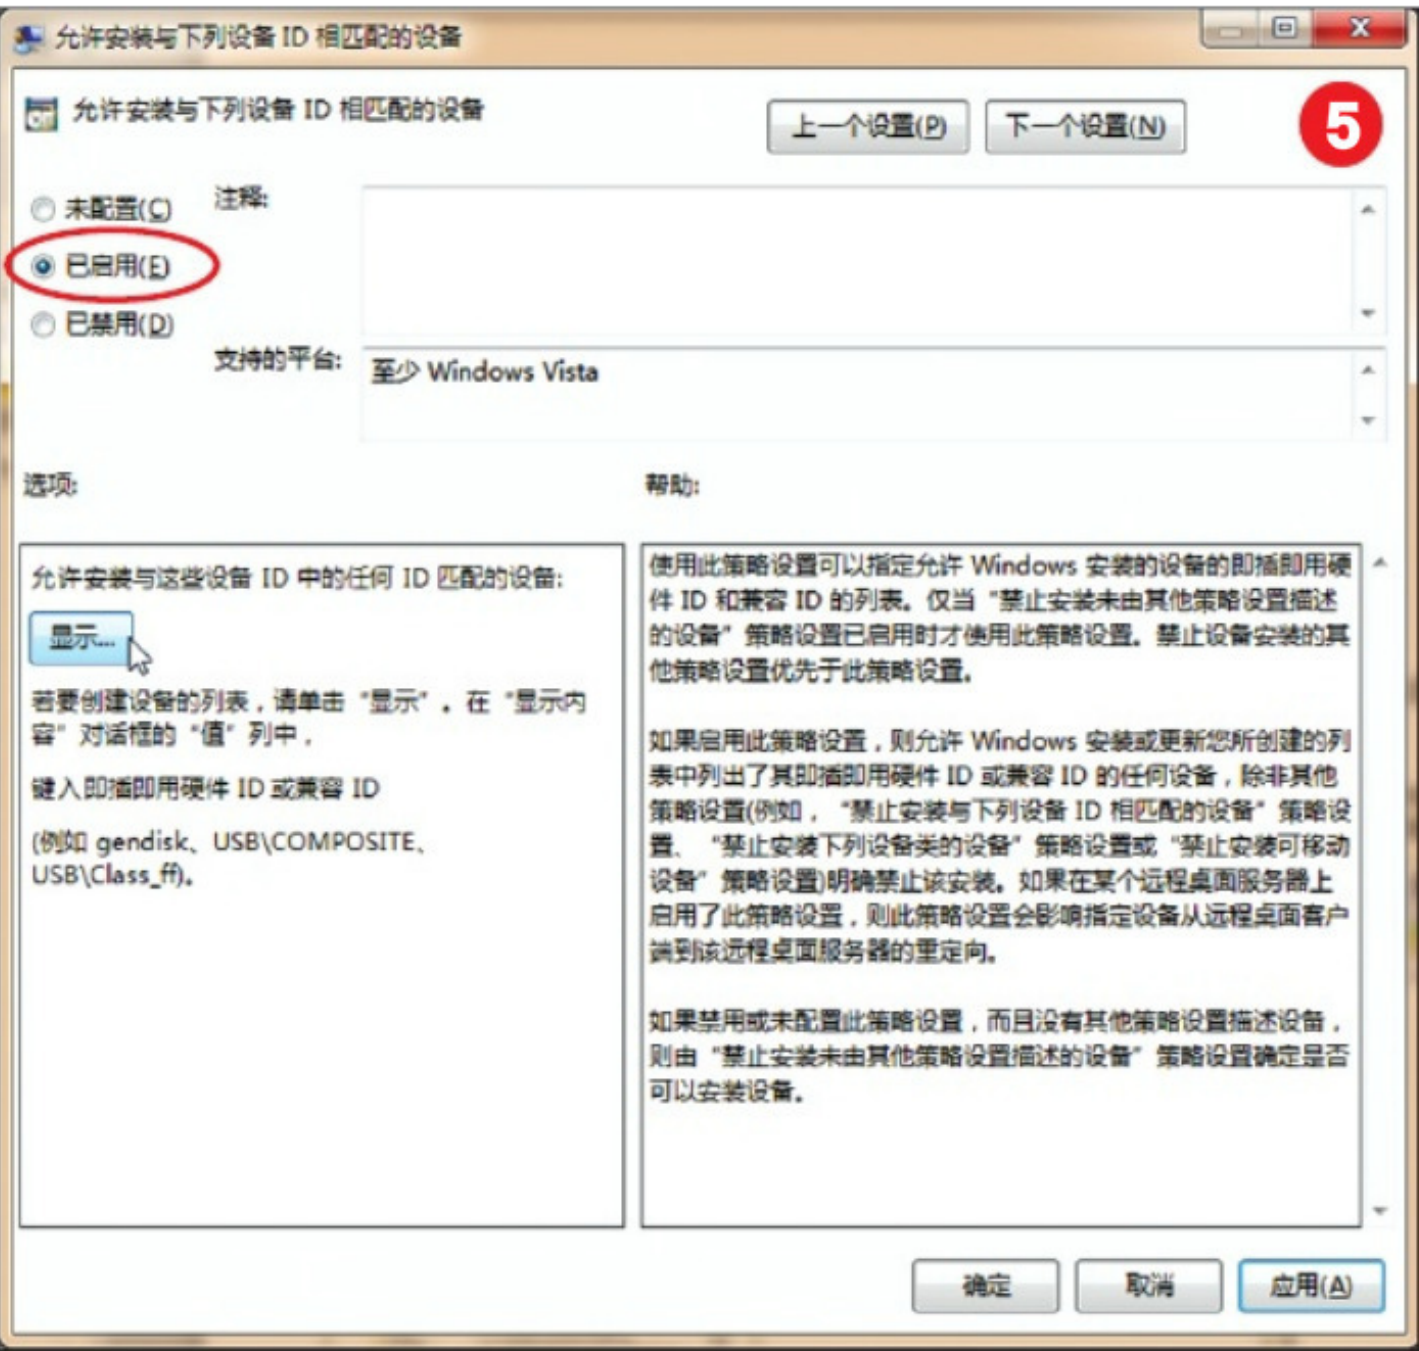 允许安装与下列设备 ID 相匹配的设备
允许安装与下列设备 ID 相匹配的设备
上一个设置(P)
下一个设置(N)
5
未配置(C)
注释:
已启用(E)
已禁用(D)
支持的平台:
至少 Windows Vista
选项:
帮助:
允许安装与这些设备 ID 中的任何 ID 匹配的设备:
显示...
若要创建设备的列表，请单击“显示”。在“显示内
容”对话框的“值”列中，
键入即插即用硬件 ID 或兼容 ID
(例如 gendisk、USB\COMPOSITE、
USB\Class_ff)。
使用此策略设置可以指定允许 Windows 安装的设备的即插即用硬
件 ID 和兼容 ID 的列表。仅当“禁止安装未由其他策略设置描述
的设备”策略设置已启用时才使用此策略设置。禁止设备安装的其
他策略设置优先于此策略设置。
如果启用此策略设置，则允许 Windows 安装或更新您所创建的列
表中列出了其即插即用硬件 ID 或兼容 ID 的任何设备，除非其他
策略设置(例如，“禁止安装与下列设备 ID 相匹配的设备”策略设
置、“禁止安装下列设备类的设备”策略设置或“禁止安装可移动
设备”策略设置)明确禁止该安装。如果在某个远程桌面服务器上
启用了此策略设置，则此策略设置会影响指定设备从远程桌面客户
端到该远程桌面服务器的重定向。
如果禁用或未配置此策略设置，而且没有其他策略设置描述设备，
则由“禁止安装未由其他策略设置描述的设备”策略设置确定是否
可以安装设备。
确定
取消
应用(A)